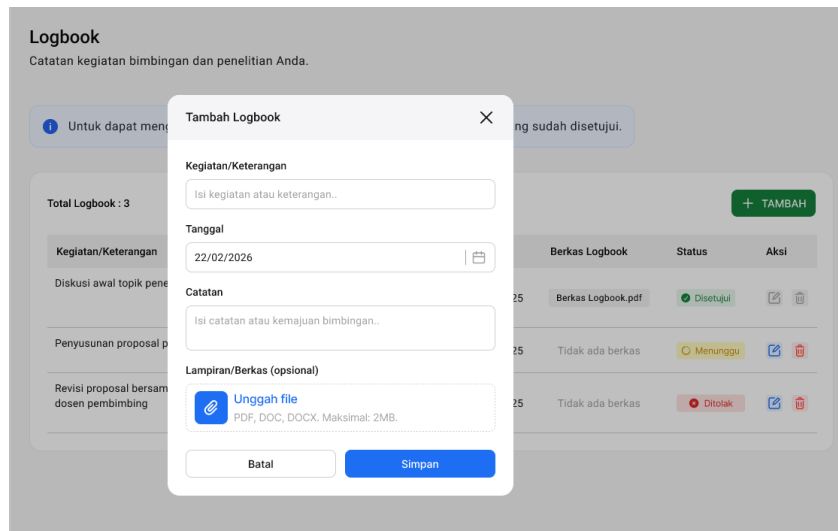 Logbook
Catatan kegiatan bimbingan dan penelitian Anda.
Untuk dapat
ng sudah disetujui.
Tambah Logbook
Kegiatan/Keterangan
Isi kegiatan atau keterangan..
Tanggal
22/02/2026
Catatan
Isi catatan atau kemajuan bimbingan..
Lampiran/Berkas (opsional)
Unggah file
PDF, DOC, DOCX. Maksimal: 2MB.
Batal
Simpan
Total Logbook : 3
+ TAMBAH
Kegiatan/Keterangan
Berkas Logbook
Status
Aksi
Diskusi awal topik pene
25
Berkas Logbook.pdf
Disetujui
Penyusunan proposal p
25
Tidak ada berkas
Menunggu
Revisi proposal bersam
dosen pembimbing
25
Tidak ada berkas
Ditolak